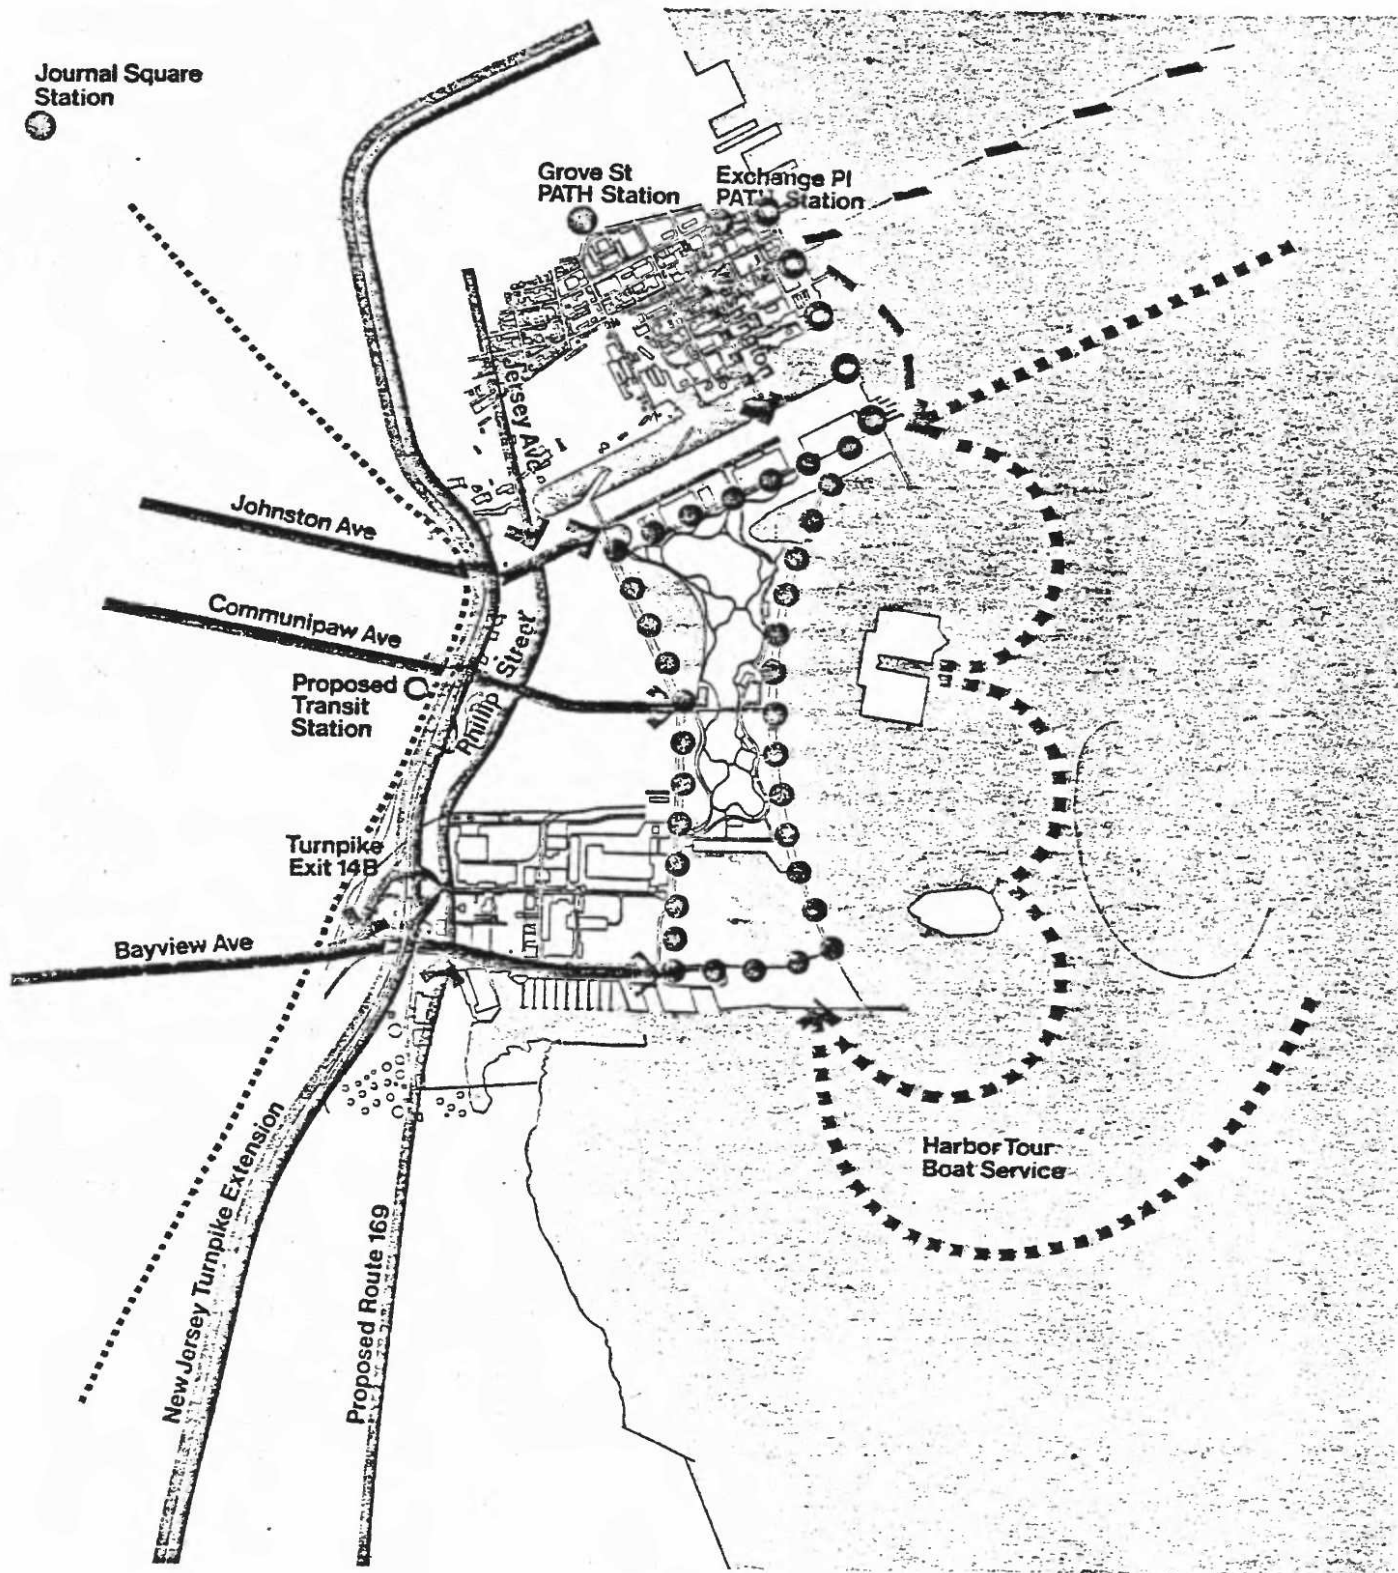 Journal Square
Station
Grove St
PATH Station
Exchange Pl
PATH Station
Jersey Ave
Johnston Ave
Communipaw Ave
Phillip Street
Proposed
Transit
Station
Turnpike
Exit 14B
Bayview Ave
New Jersey Turnpike Extension
Proposed Route 169
Harbor Tour
Boat Service